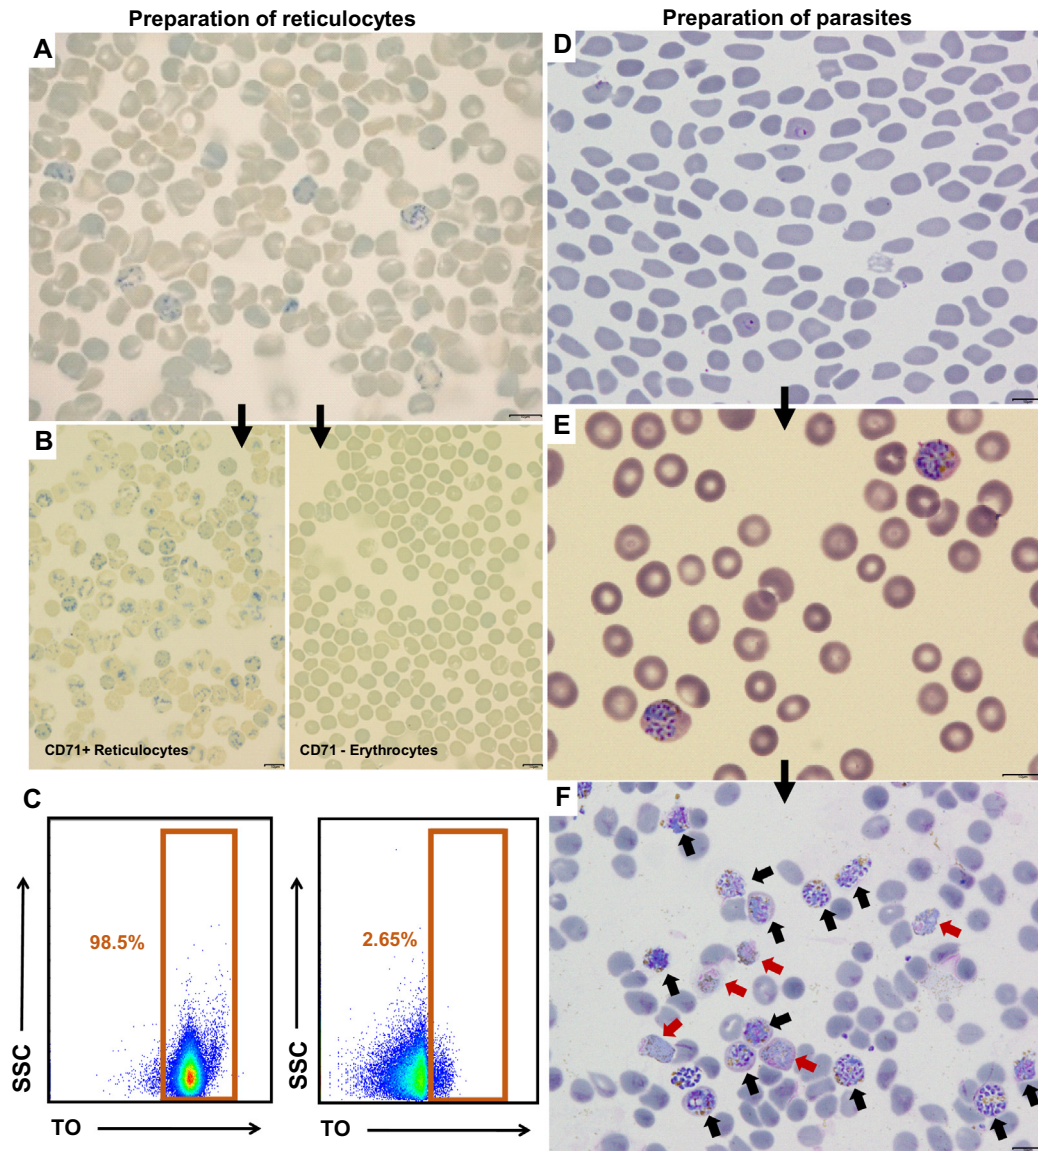 Preparation of reticulocytes
A
B
CD71+ Reticulocytes
CD71 - Erythrocytes
C
98.5%
SSC
TO
2.65%
SSC
TO
Preparation of parasites
D
E
F